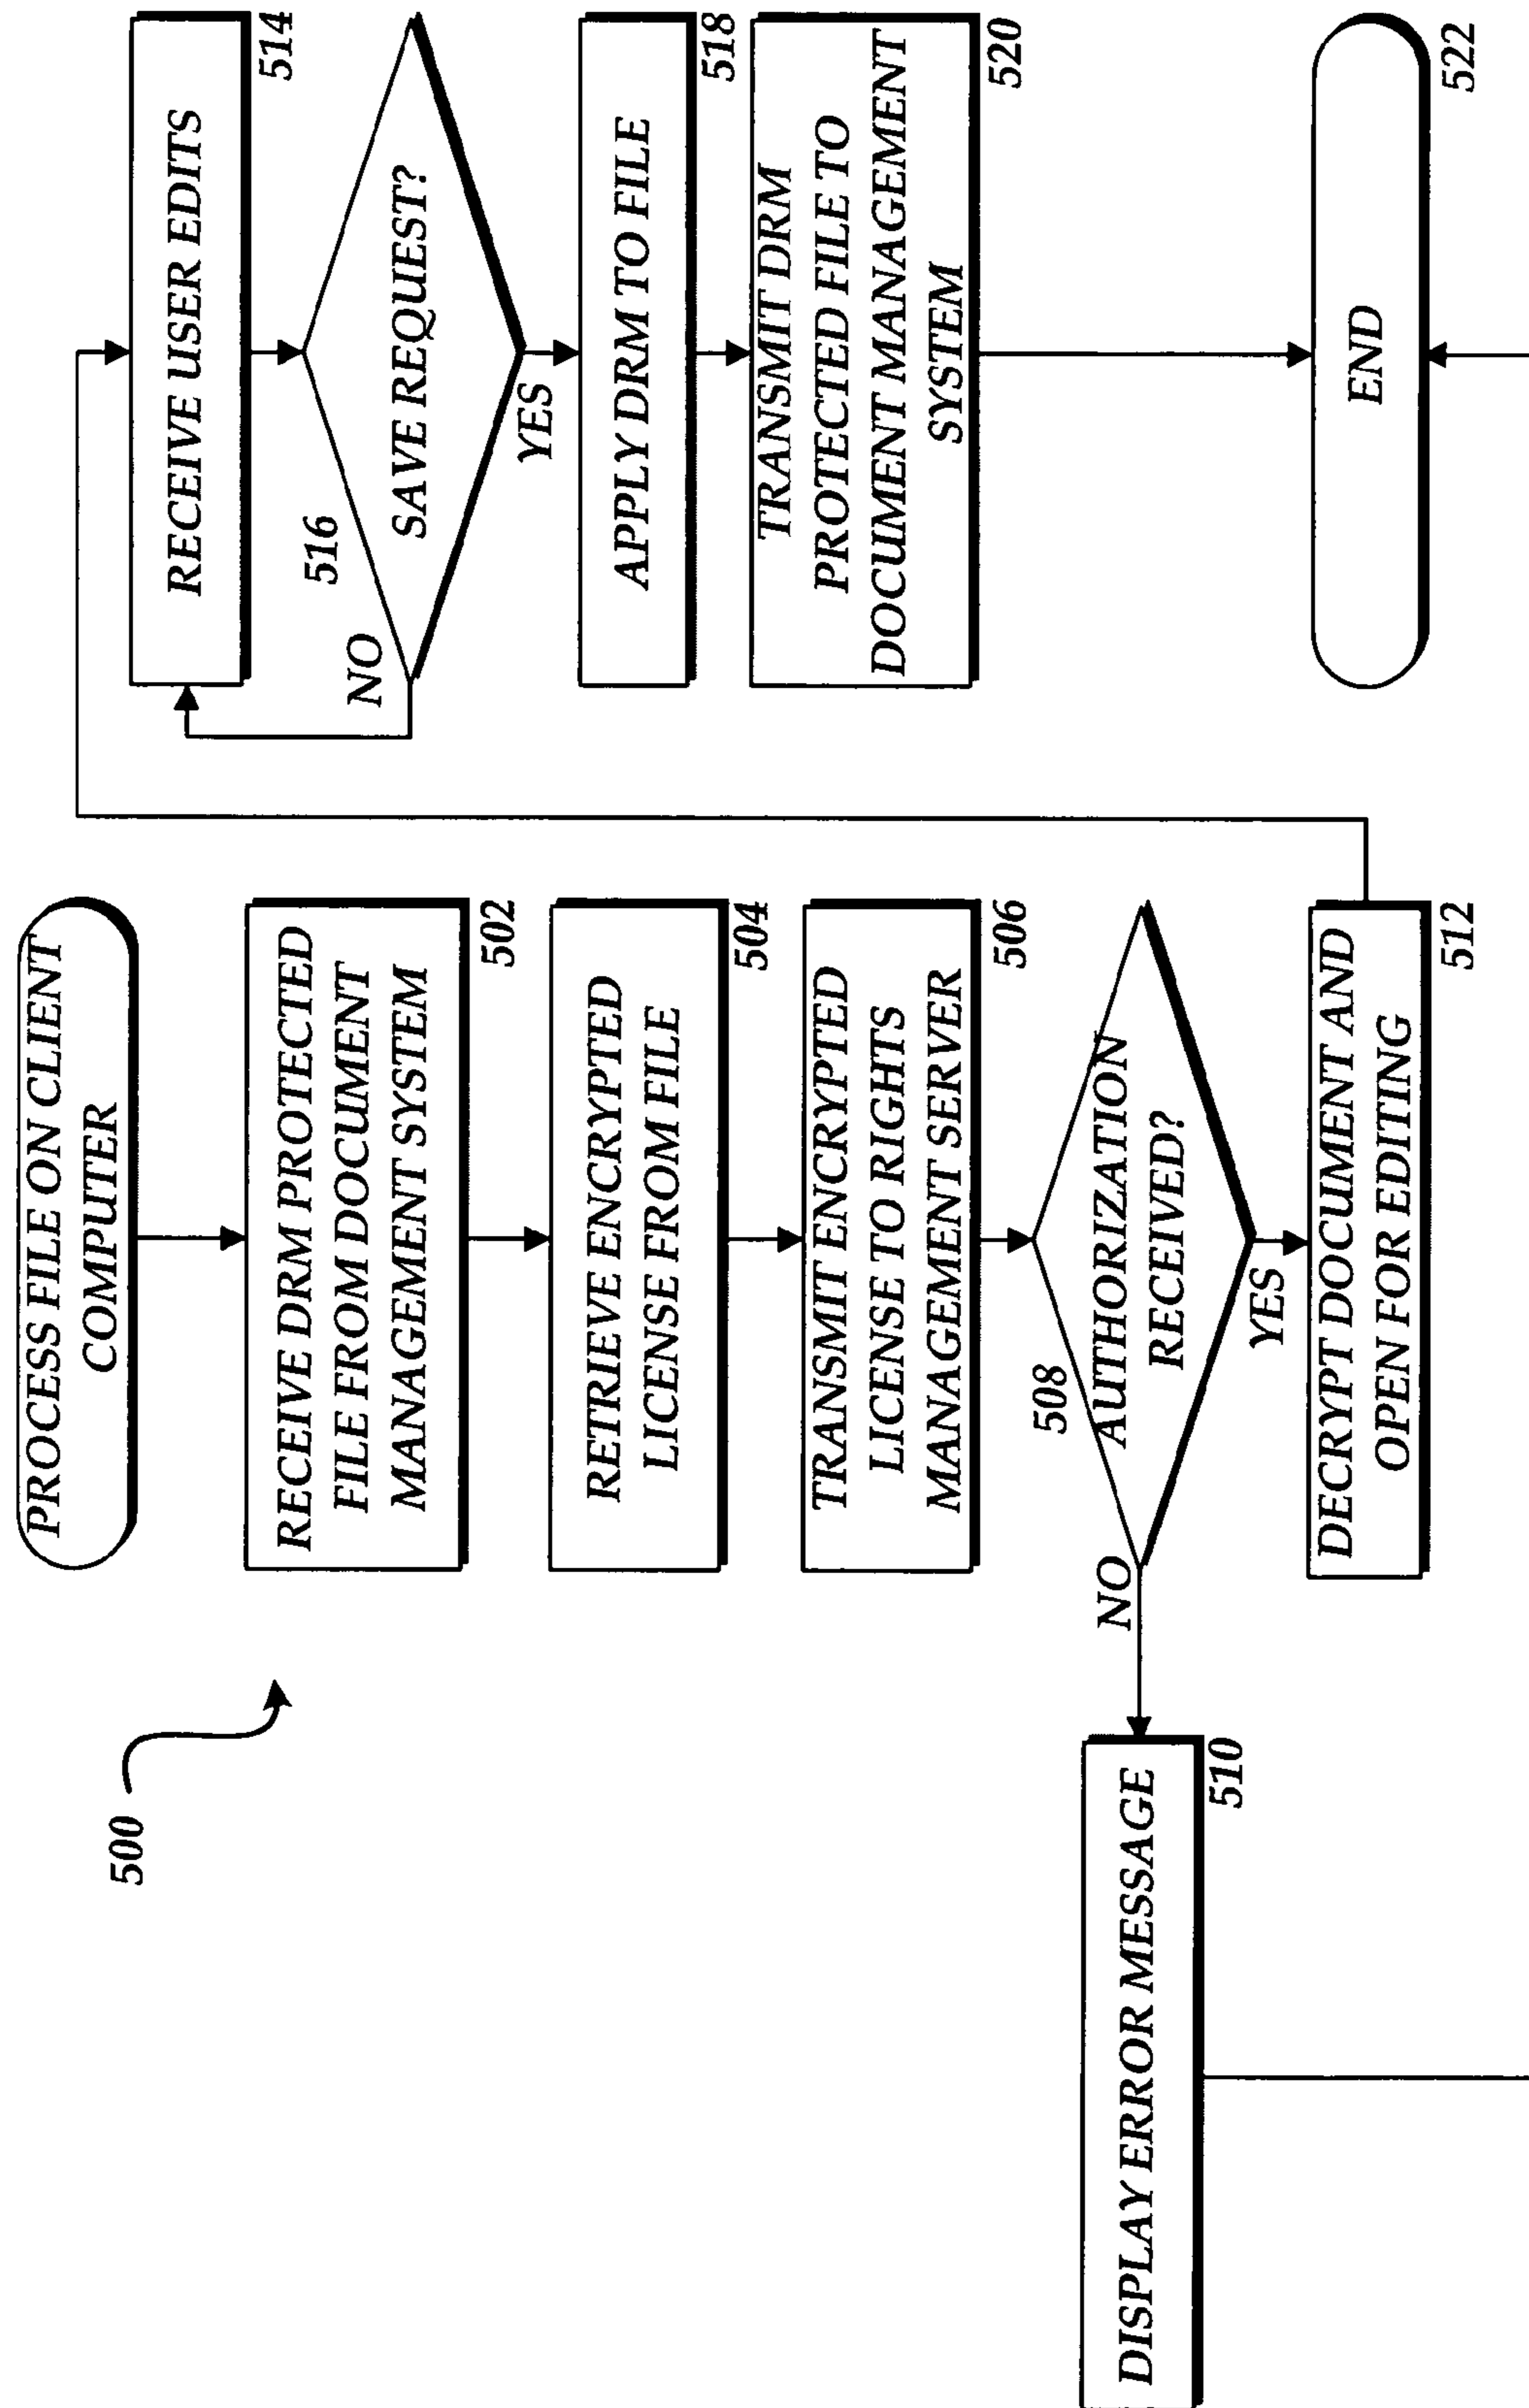 500
PROCESS FILE ON CLIENT
COMPUTER
RECEIVE DRM PROTECTED
FILE FROM DOCUMENT
MANAGEMENT SYSTEM
502
RETRIEVE ENCRYPTED
LICENSE FROM FILE
504
TRANSMIT ENCRYPTED
LICENSE TO RIGHTS
MANAGEMENT SERVER
506
508
AUTHORIZATION
RECEIVED?
NO
YES
DISPLAY ERROR MESSAGE
510
DECRYPT DOCUMENT AND
OPEN FOR EDITING
512
RECEIVE USER EDITS
514
516
SAVE REQUEST?
NO
YES
APPLY DRM TO FILE
518
TRANSMIT DRM
PROTECTED FILE TO
DOCUMENT MANAGEMENT
SYSTEM
520
END
522